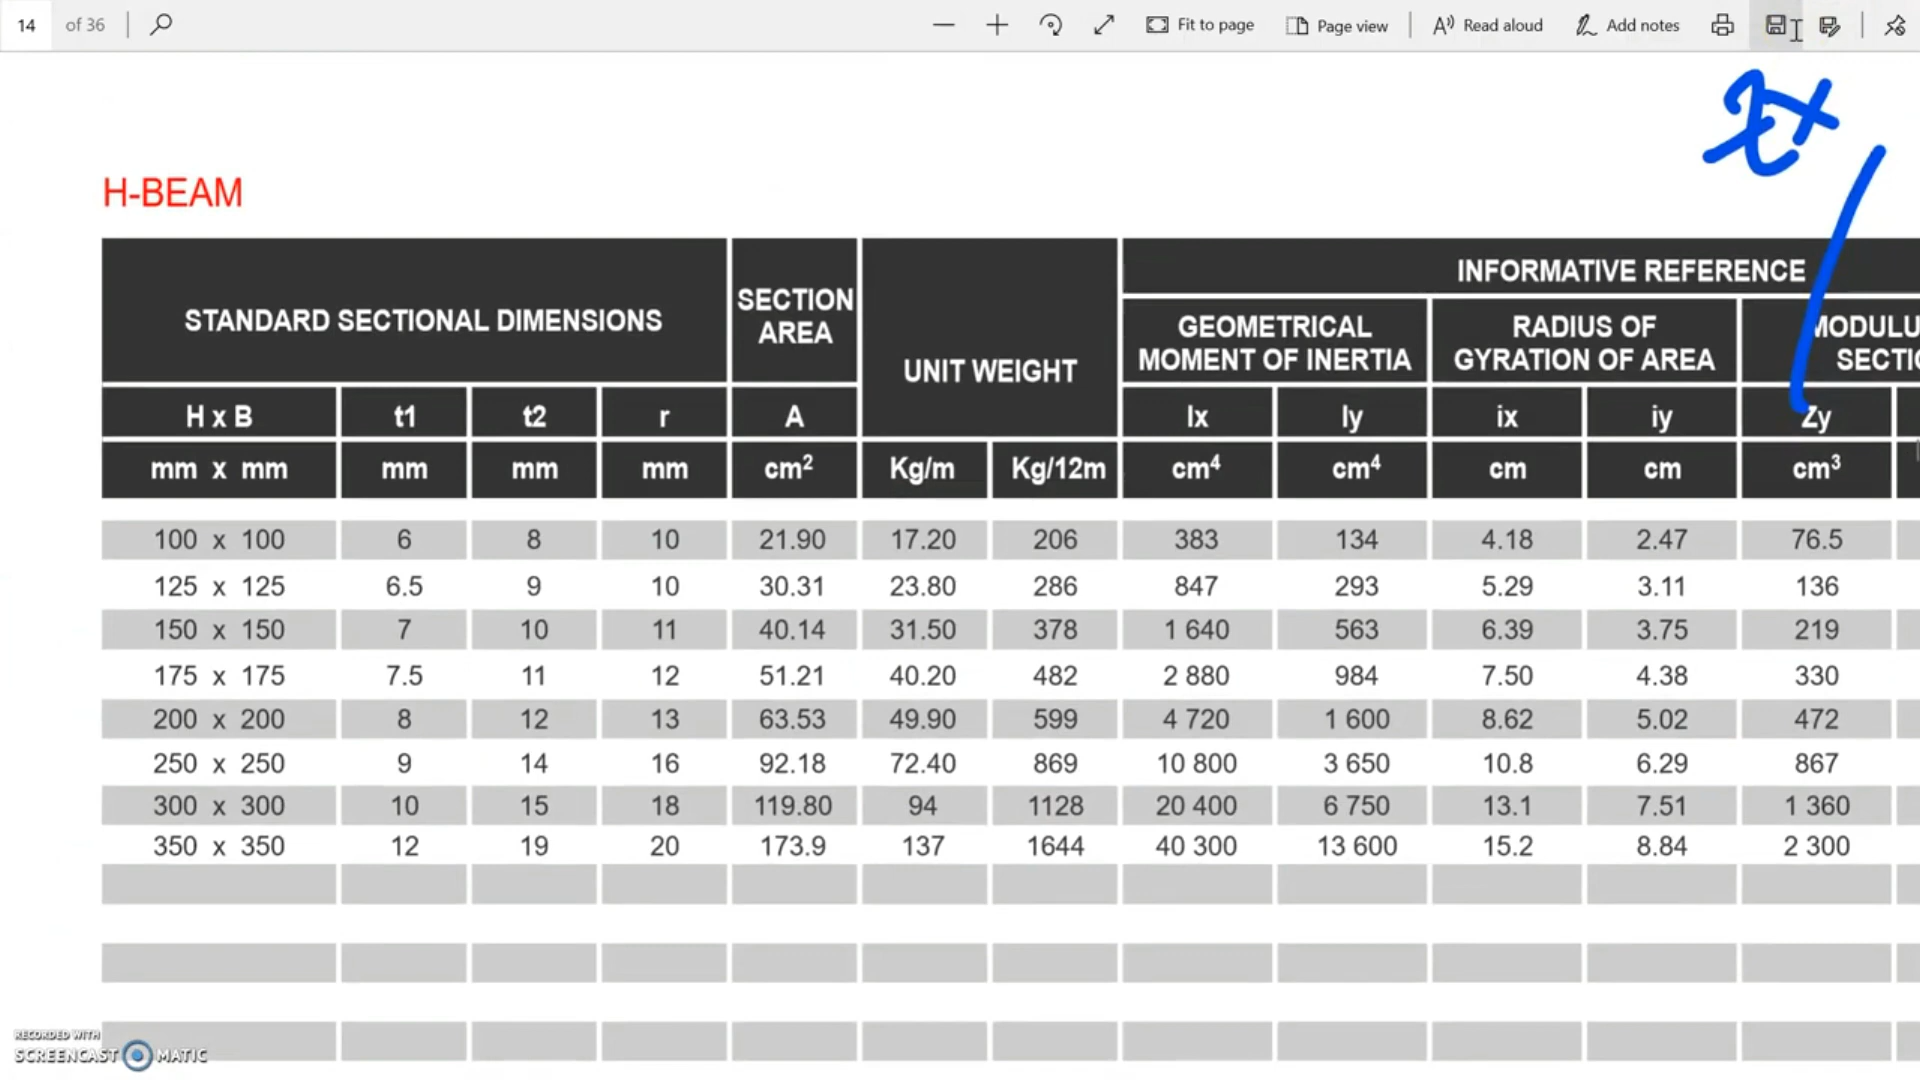 14 of 36 Fit to page Page view Read aloud Add notes
Zx
H-BEAM
STANDARD SECTIONAL DIMENSIONS SECTION AREA UNIT WEIGHT INFORMATIVE REFERENCE
GEOMETRICAL MOMENT OF INERTIA RADIUS OF GYRATION OF AREA MODULU SECTIO
H x B t1 t2 r A Ix Iy ix iy Zy
mm x mm mm mm mm cm² Kg/m Kg/12m cm⁴ cm⁴ cm cm cm³
100 x 100 6 8 10 21.90 17.20 206 383 134 4.18 2.47 76.5
125 x 125 6.5 9 10 30.31 23.80 286 847 293 5.29 3.11 136
150 x 150 7 10 11 40.14 31.50 378 1 640 563 6.39 3.75 219
175 x 175 7.5 11 12 51.21 40.20 482 2 880 984 7.50 4.38 330
200 x 200 8 12 13 63.53 49.90 599 4 720 1 600 8.62 5.02 472
250 x 250 9 14 16 92.18 72.40 869 10 800 3 650 10.8 6.29 867
300 x 300 10 15 18 119.80 94 1128 20 400 6 750 13.1 7.51 1 360
350 x 350 12 19 20 173.9 137 1644 40 300 13 600 15.2 8.84 2 300
RECORDED WITH
SCREENCAST MATIC